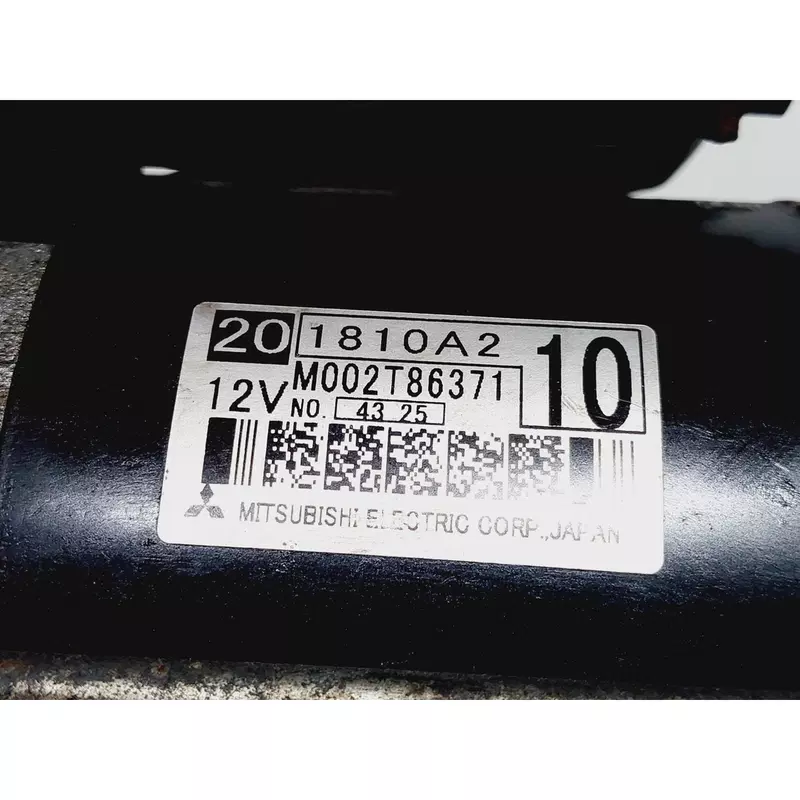 20 1810A2 10
12V M002T86371
NO. 43 25
MITSUBISHI ELECTRIC CORP.,JAPAN